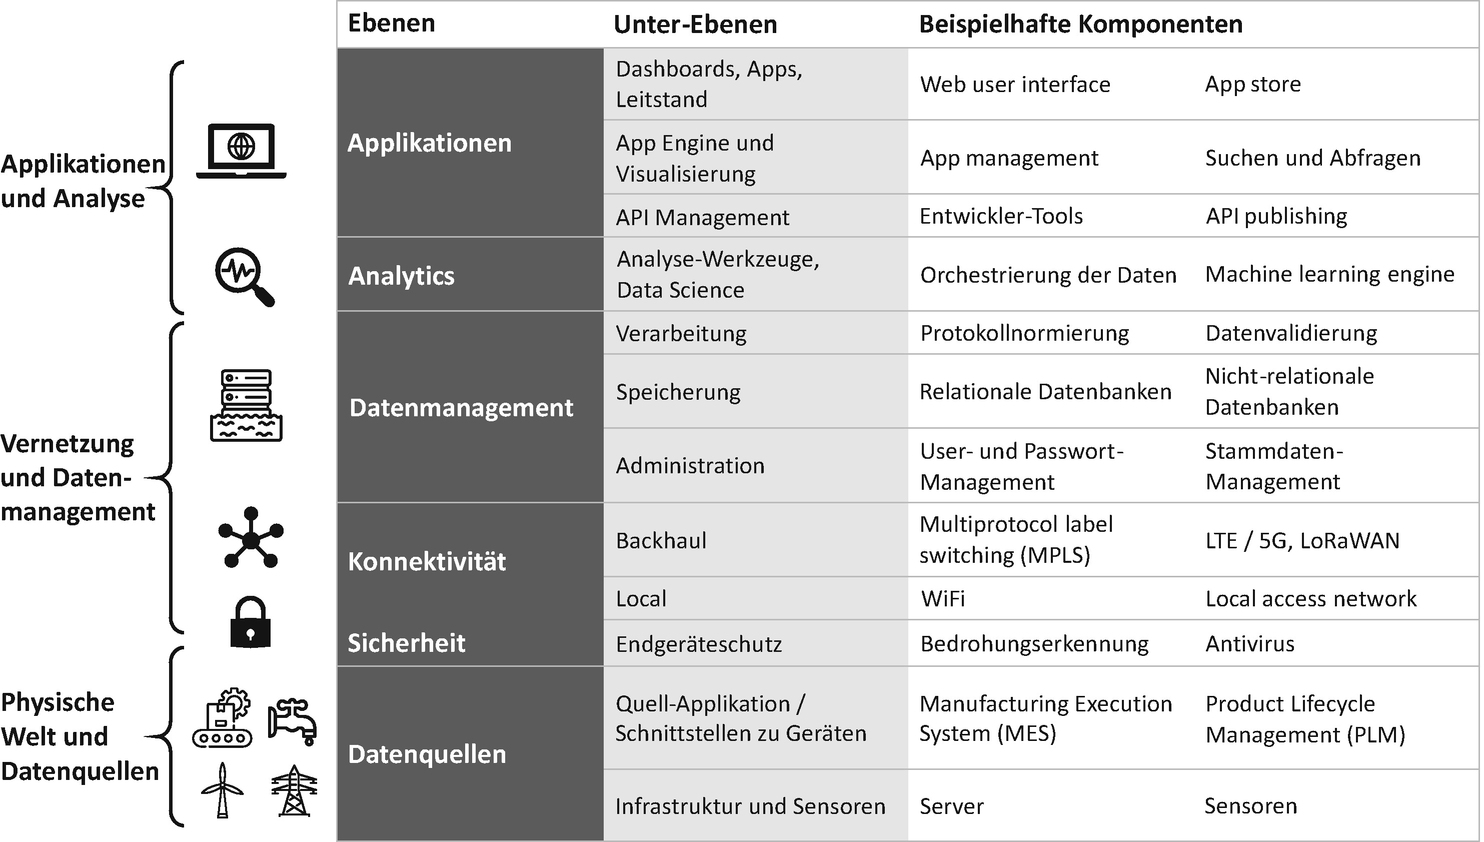 Ebenen
Unter-Ebenen
Beispielhafte Komponenten
Applikationen
und Analyse
Applikationen
Dashboards, Apps,
Leitstand
Web user interface
App store
App Engine und
Visualisierung
App management
Suchen und Abfragen
API Management
Entwickler-Tools
API publishing
Analytics
Analyse-Werkzeuge,
Data Science
Orchestrierung der Daten
Machine learning engine
Vernetzung
und Daten-
management
Datenmanagement
Verarbeitung
Protokollnormierung
Datenvalidierung
Speicherung
Relationale Datenbanken
Nicht-relationale
Datenbanken
Administration
User- und Passwort-
Management
Stammdaten-
Management
Konnektivität
Backhaul
Multiprotocol label
switching (MPLS)
LTE / 5G, LoRaWAN
Local
WiFi
Local access network
Sicherheit
Endgeräteschutz
Bedrohungserkennung
Antivirus
Physische
Welt und
Datenquellen
Datenquellen
Quell-Applikation /
Schnittstellen zu Geräten
Manufacturing Execution
System (MES)
Product Lifecycle
Management (PLM)
Infrastruktur und Sensoren
Server
Sensoren